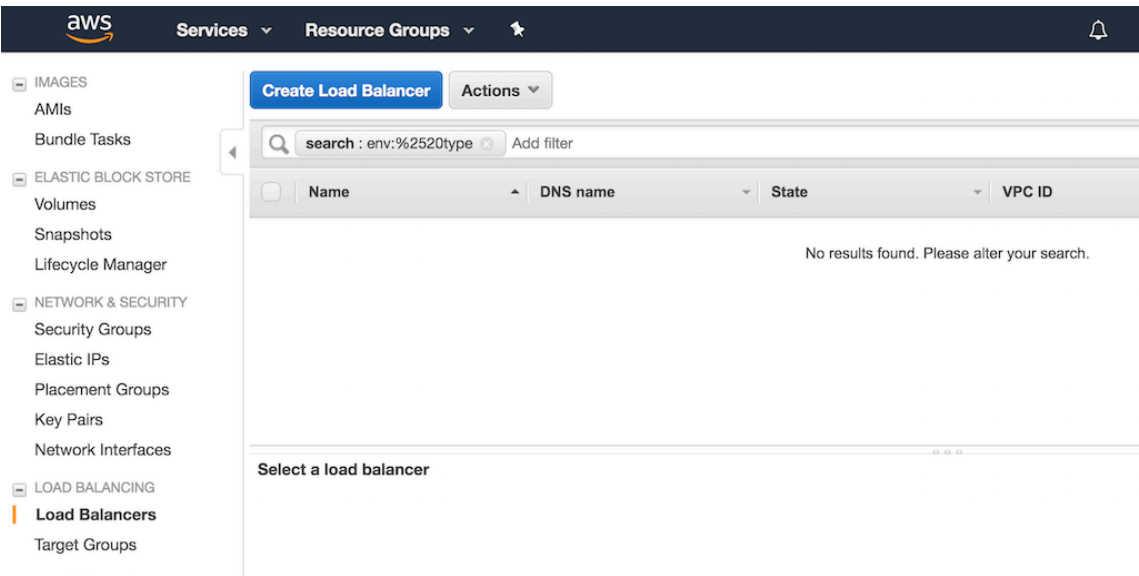 aws Services Resource Groups
IMAGES
AMIs
Bundle Tasks
ELASTIC BLOCK STORE
Volumes
Snapshots
Lifecycle Manager
NETWORK & SECURITY
Security Groups
Elastic IPs
Placement Groups
Key Pairs
Network Interfaces
LOAD BALANCING
Load Balancers
Target Groups
Create Load Balancer Actions
search : env:%2520type Add filter
Name DNS name State VPC ID
No results found. Please alter your search.
Select a load balancer